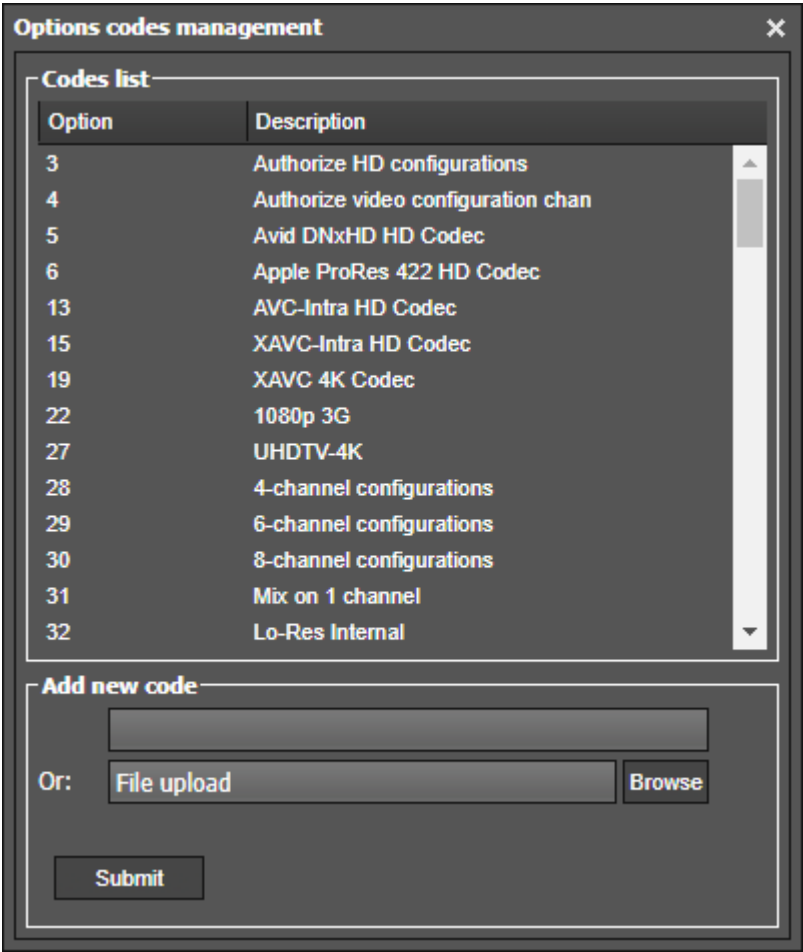 Options codes management
Codes list
Option Description
3 Authorize HD configurations
4 Authorize video configuration chan
5 Avid DNxHD HD Codec
6 Apple ProRes 422 HD Codec
13 AVC-Intra HD Codec
15 XAVC-Intra HD Codec
19 XAVC 4K Codec
22 1080p 3G
27 UHDTV-4K
28 4-channel configurations
29 6-channel configurations
30 8-channel configurations
31 Mix on 1 channel
32 Lo-Res Internal
Add new code
Or: File upload Browse
Submit